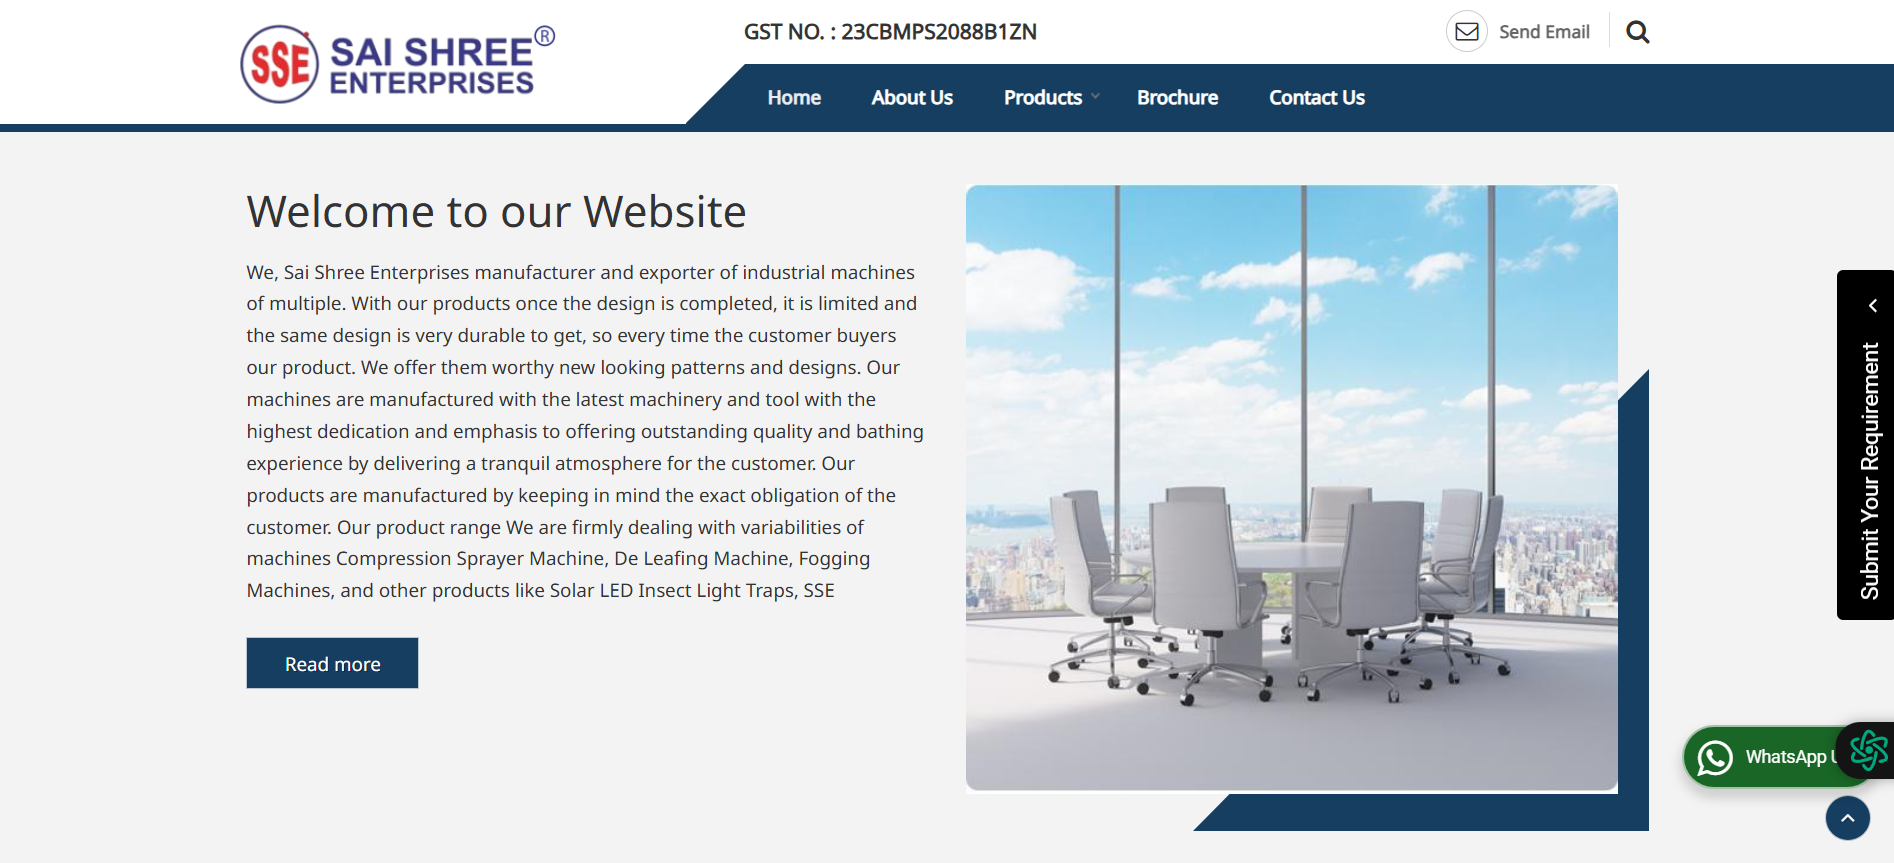 SSE SAI SHREE ®
ENTERPRISES
GST NO. : 23CBMPS2088B1ZN
Send Email
Home About Us Products Brochure Contact Us
Welcome to our Website
We, Sai Shree Enterprises manufacturer and exporter of industrial machines
of multiple. With our products once the design is completed, it is limited and
the same design is very durable to get, so every time the customer buyers
our product. We offer them worthy new looking patterns and designs. Our
machines are manufactured with the latest machinery and tool with the
highest dedication and emphasis to offering outstanding quality and bathing
experience by delivering a tranquil atmosphere for the customer. Our
products are manufactured by keeping in mind the exact obligation of the
customer. Our product range We are firmly dealing with variabilities of
machines Compression Sprayer Machine, De Leafing Machine, Fogging
Machines, and other products like Solar LED Insect Light Traps, SSE
Read more
Submit Your Requirement
WhatsApp